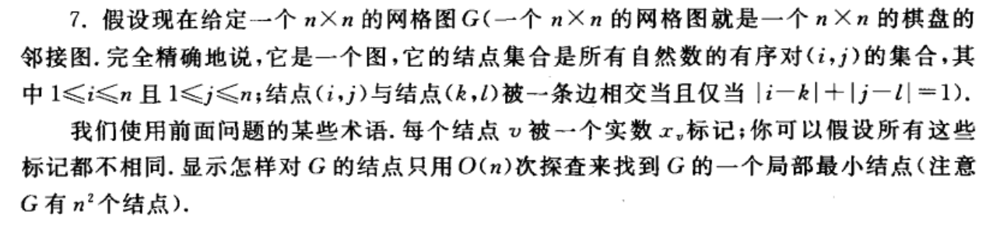 7. 假设现在给定一个 n×n 的网格图 G(一个 n×n 的网格图就是一个 n×n 的棋盘的
邻接图.完全精确地说,它是一个图,它的结点集合是所有自然数的有序对(i,j)的集合,其
中 1≤i≤n 且 1≤j≤n;结点(i,j)与结点(k,l)被一条边相交当且仅当 |i-k|+|j-l|=1).
我们使用前面问题的某些术语.每个结点 v 被一个实数 xᵥ标记;你可以假设所有这些
标记都不相同.显示怎样对 G 的结点只用O(n)次探查来找到 G 的一个局部最小结点(注意
G 有 n²个结点).